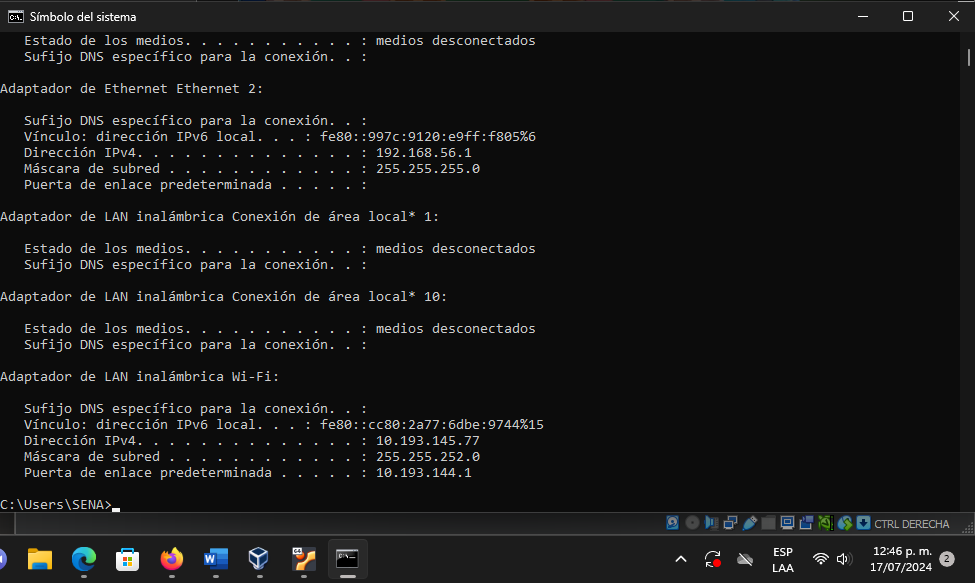 Símbolo del sistema
Estado de los medios. . . . . . . . . . . : medios desconectados
Sufijo DNS específico para la conexión. . :
Adaptador de Ethernet Ethernet 2:
Sufijo DNS específico para la conexión. . :
Vínculo: dirección IPv6 local. . . : fe80::997c:9120:e9ff:f805%6
Dirección IPv4. . . . . . . . . . . . . . : 192.168.56.1
Máscara de subred . . . . . . . . . . . . : 255.255.255.0
Puerta de enlace predeterminada . . . . . :
Adaptador de LAN inalámbrica Conexión de área local* 1:
Estado de los medios. . . . . . . . . . . : medios desconectados
Sufijo DNS específico para la conexión. . :
Adaptador de LAN inalámbrica Conexión de área local* 10:
Estado de los medios. . . . . . . . . . . : medios desconectados
Sufijo DNS específico para la conexión. . :
Adaptador de LAN inalámbrica Wi-Fi:
Sufijo DNS específico para la conexión. . :
Vínculo: dirección IPv6 local. . . : fe80::cc80:2a77:6dbe:9744%15
Dirección IPv4. . . . . . . . . . . . . . : 10.193.145.77
Máscara de subred . . . . . . . . . . . . : 255.255.252.0
Puerta de enlace predeterminada . . . . . : 10.193.144.1
C:\Users\SENA>
CTRL DERECHA
64
ESP
LAA
12:46 p. m.
17/07/2024
2